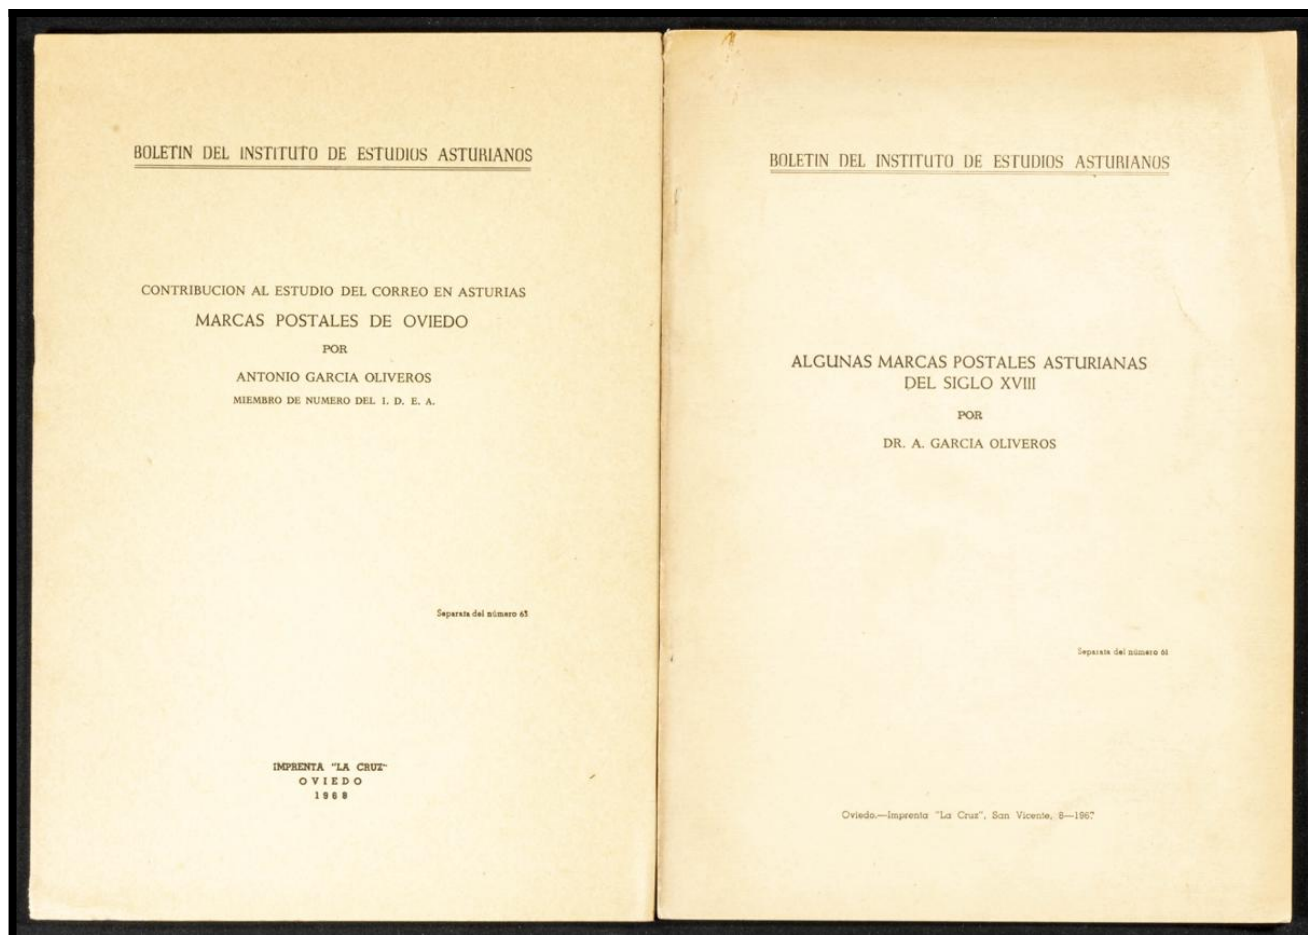 BOLETIN DEL INSTITUTO DE ESTUDIOS ASTURIANOS
CONTRIBUCION AL ESTUDIO DEL CORREO EN ASTURIAS
MARCAS POSTALES DE OVIEDO
POR
ANTONIO GARCIA OLIVEROS
MIEMBRO DE NUMERO DEL I. D. E. A.
Separata del número
IMPRENTA "LA CRUZ"
OVIEDO
1968
BOLETIN DEL INSTITUTO DE ESTUDIOS ASTURIANOS
ALGUNAS MARCAS POSTALES ASTURIANAS
DEL SIGLO XVIII
POR
DR. A. GARCIA OLIVEROS
Separata del número 61
Oviedo.—Imprenta "La Cruz", San Vicente, 8—1967